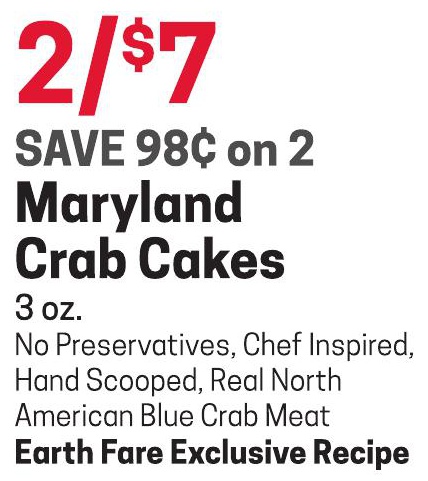 2/$7
SAVE 98¢ on 2
Maryland
Crab Cakes
3 oz.
No Preservatives, Chef Inspired,
Hand Scooped, Real North
American Blue Crab Meat
Earth Fare Exclusive Recipe